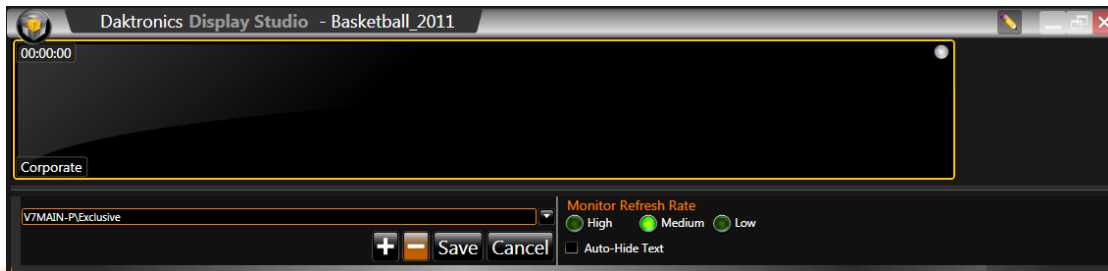 Daktronics Display Studio - Basketball_2011
00:00:00
Corporate
V7MAIN-P\Exclusive
+ - Save Cancel
Monitor Refresh Rate
High Medium Low
Auto-Hide Text